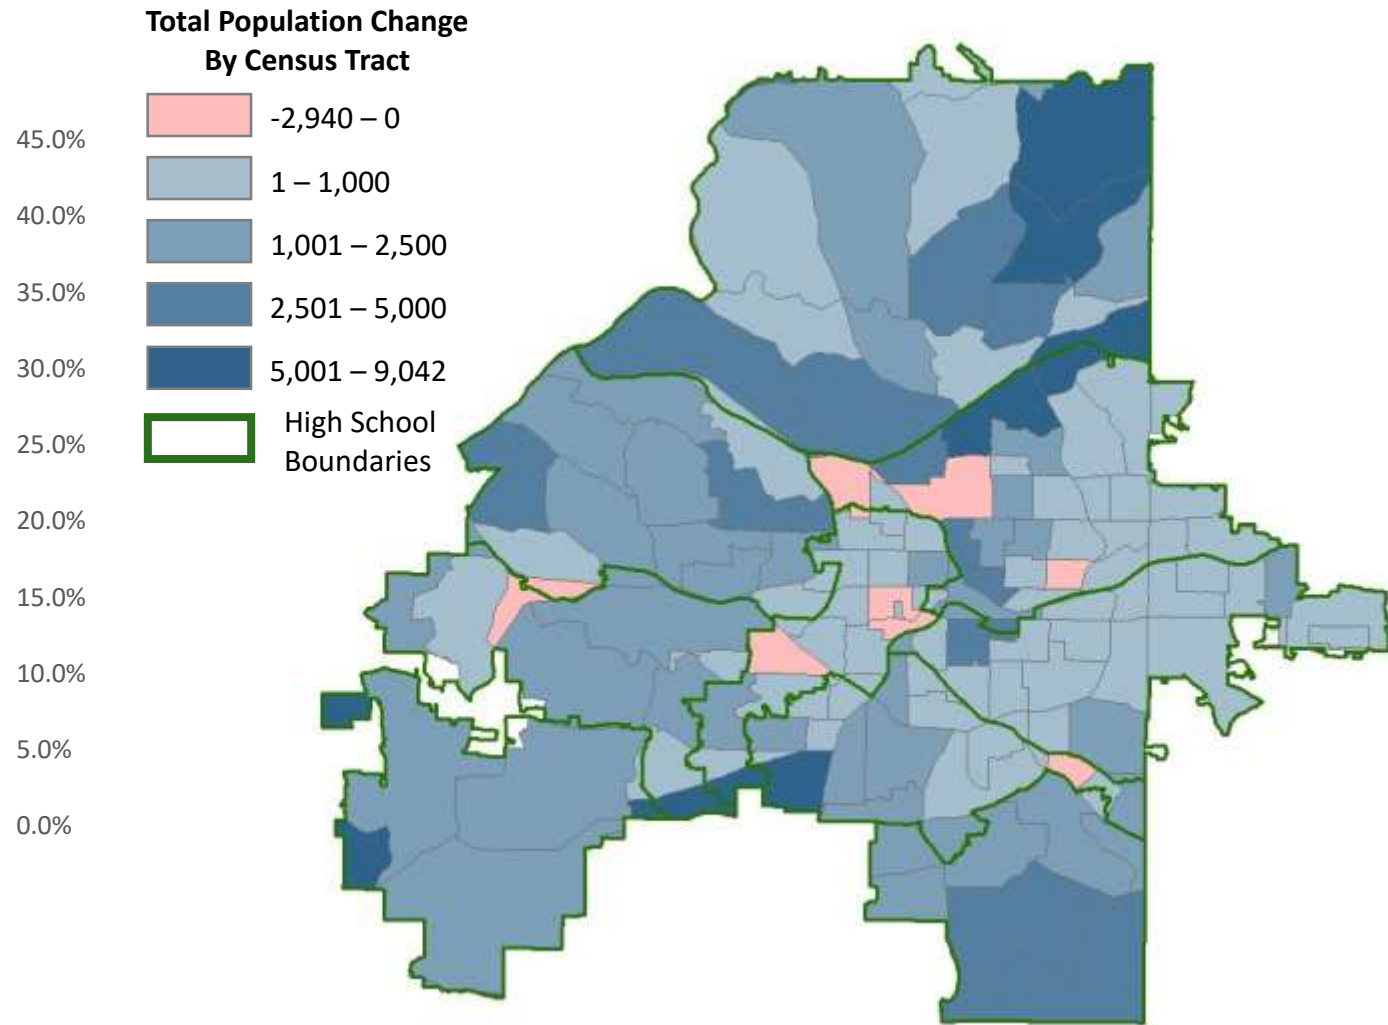 Total Population Change
By Census Tract
-2,940 – 0
1 – 1,000
1,001 – 2,500
2,501 – 5,000
5,001 – 9,042
High School
Boundaries
45.0%
40.0%
35.0%
30.0%
25.0%
20.0%
15.0%
10.0%
5.0%
0.0%